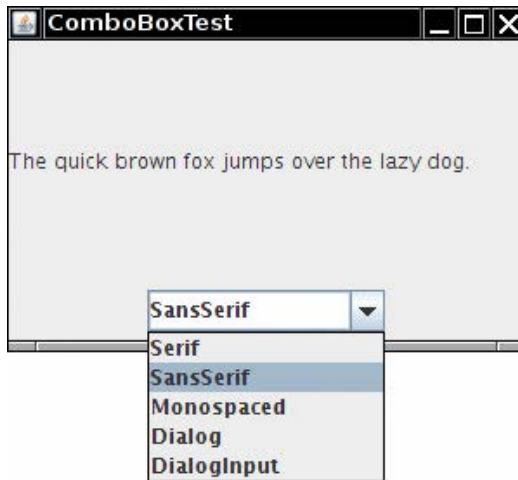 ComboBoxTest
The quick brown fox jumps over the lazy dog.
SansSerif
Serif
SansSerif
Monospaced
Dialog
DialogInput